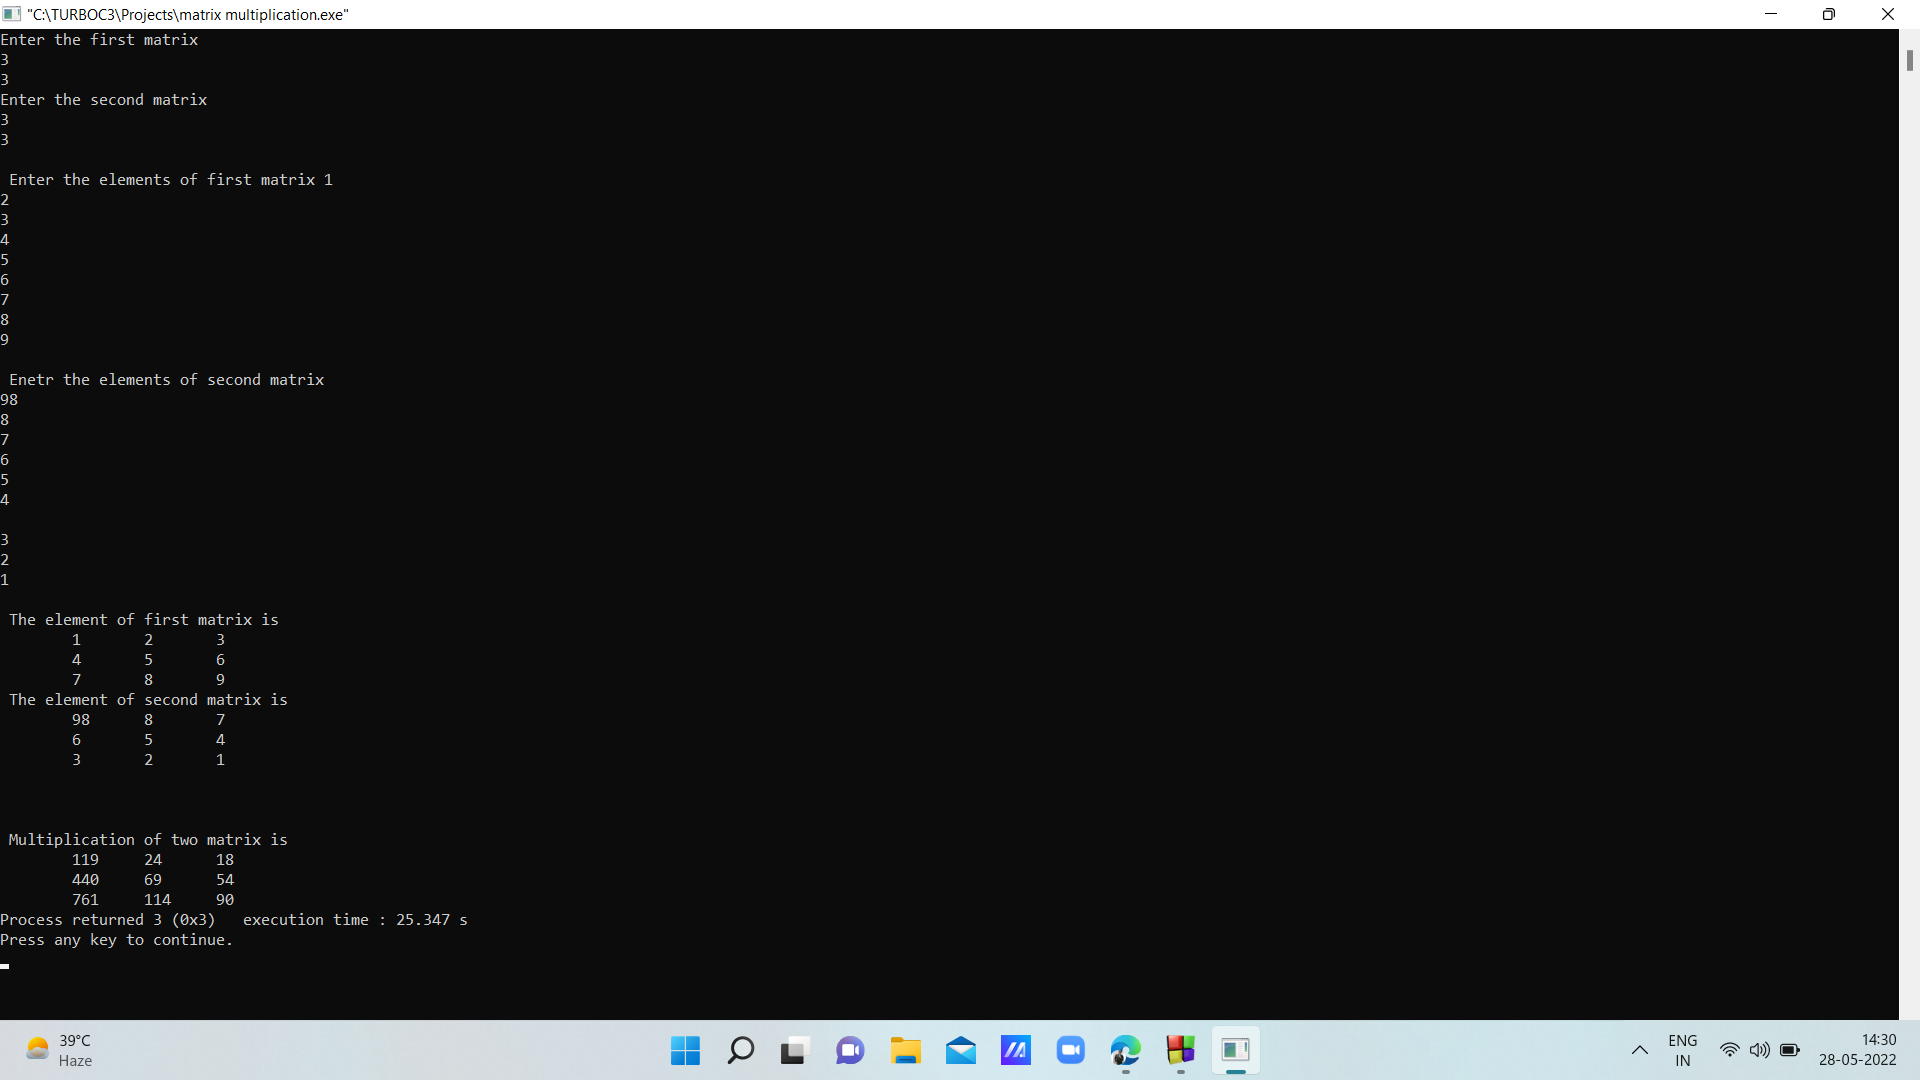 "C:\TURBOC3\Projects\matrix multiplication.exe"
Enter the first matrix
3
3
Enter the second matrix
3
3
Enter the elements of first matrix 1
2
3
4
5
6
7
8
9
Enetr the elements of second matrix
98
8
7
6
5
4
3
2
1
The element of first matrix is
1 2 3
4 5 6
7 8 9
The element of second matrix is
98 8 7
6 5 4
3 2 1
Multiplication of two matrix is
119 24 18
440 69 54
761 114 90
Process returned 3 (0x3)   execution time : 25.347 s
Press any key to continue.
39°C
Haze
ENG
IN
14:30
28-05-2022